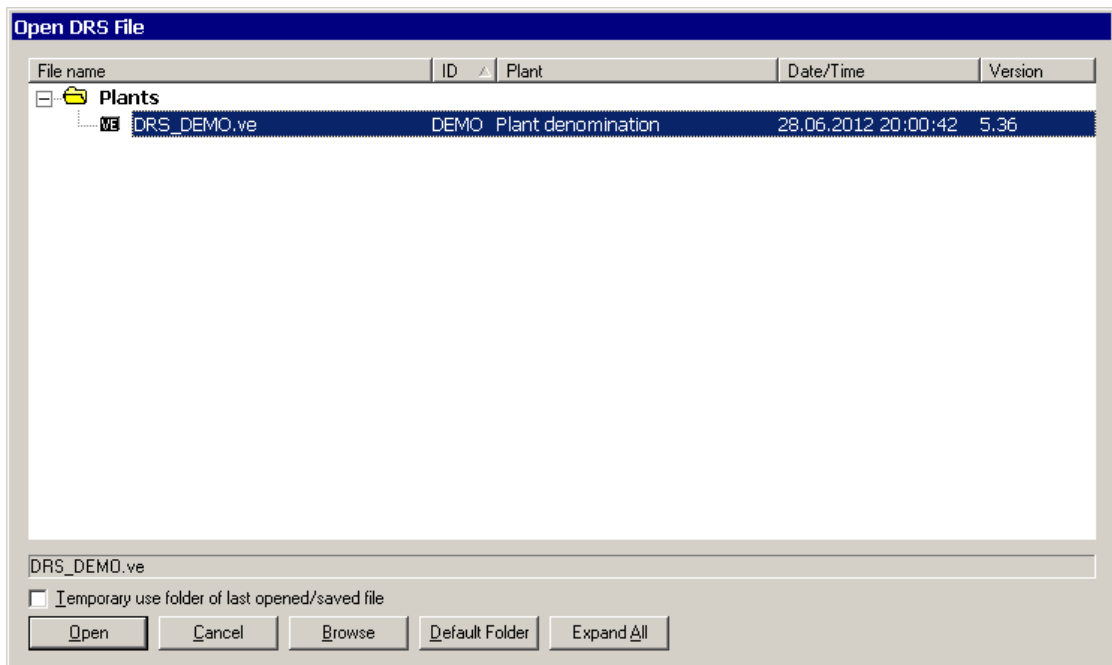 Open DRS File
File name ID Plant Date/Time Version
Plants
VE DRS_DEMO.ve DEMO Plant denomination 28.06.2012 20:00:42 5.36
DRS_DEMO.ve
Temporary use folder of last opened/saved file
Open Cancel Browse Default Folder Expand All